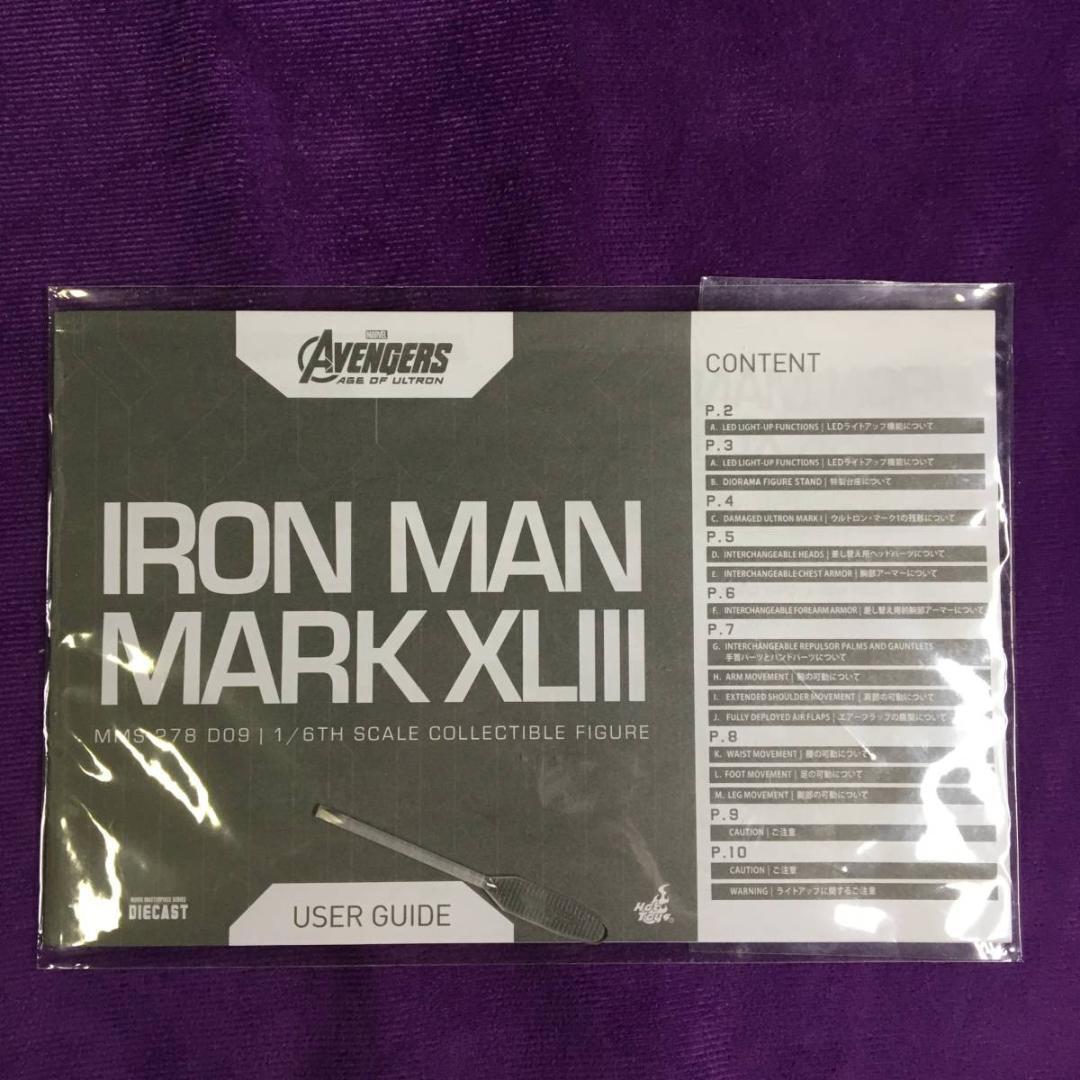 MARVEL
AVENGERS
AGE OF ULTRON
IRON MAN
MARK XLIII
MMS 278 D09 | 1/6TH SCALE COLLECTIBLE FIGURE
MOVIE MASTERPIECE SERIES
DIECAST
USER GUIDE
Hot Toys
CONTENT
P.2
A. LED LIGHT-UP FUNCTIONS | LEDライトアップ機能について
P.3
A. LED LIGHT-UP FUNCTIONS | LEDライトアップ機能について
B. DIORAMA FIGURE STAND | 特製台座について
P.4
C. DAMAGED ULTRON MARK I | ウルトロン・マーク1の残骸について
P.5
D. INTERCHANGEABLE HEADS | 差し替え用ヘッドパーツについて
E. INTERCHANGEABLE CHEST ARMOR | 胸部アーマーについて
P.6
F. INTERCHANGEABLE FOREARM ARMOR | 差し替え用前腕部アーマーについて
P.7
G. INTERCHANGEABLE REPULSOR PALMS AND GAUNTLETS
手首パーツとハンドパーツについて
H. ARM MOVEMENT | 腕の可動について
I. EXTENDED SHOULDER MOVEMENT | 肩部の可動について
J. FULLY DEPLOYED AIR FLAPS | エアーフラップの展開について
P.8
K. WAIST MOVEMENT | 腰の可動について
L. FOOT MOVEMENT | 足の可動について
M. LEG MOVEMENT | 脚部の可動について
P.9
CAUTION | ご注意
P.10
CAUTION | ご注意
WARNING | ライトアップに関するご注意